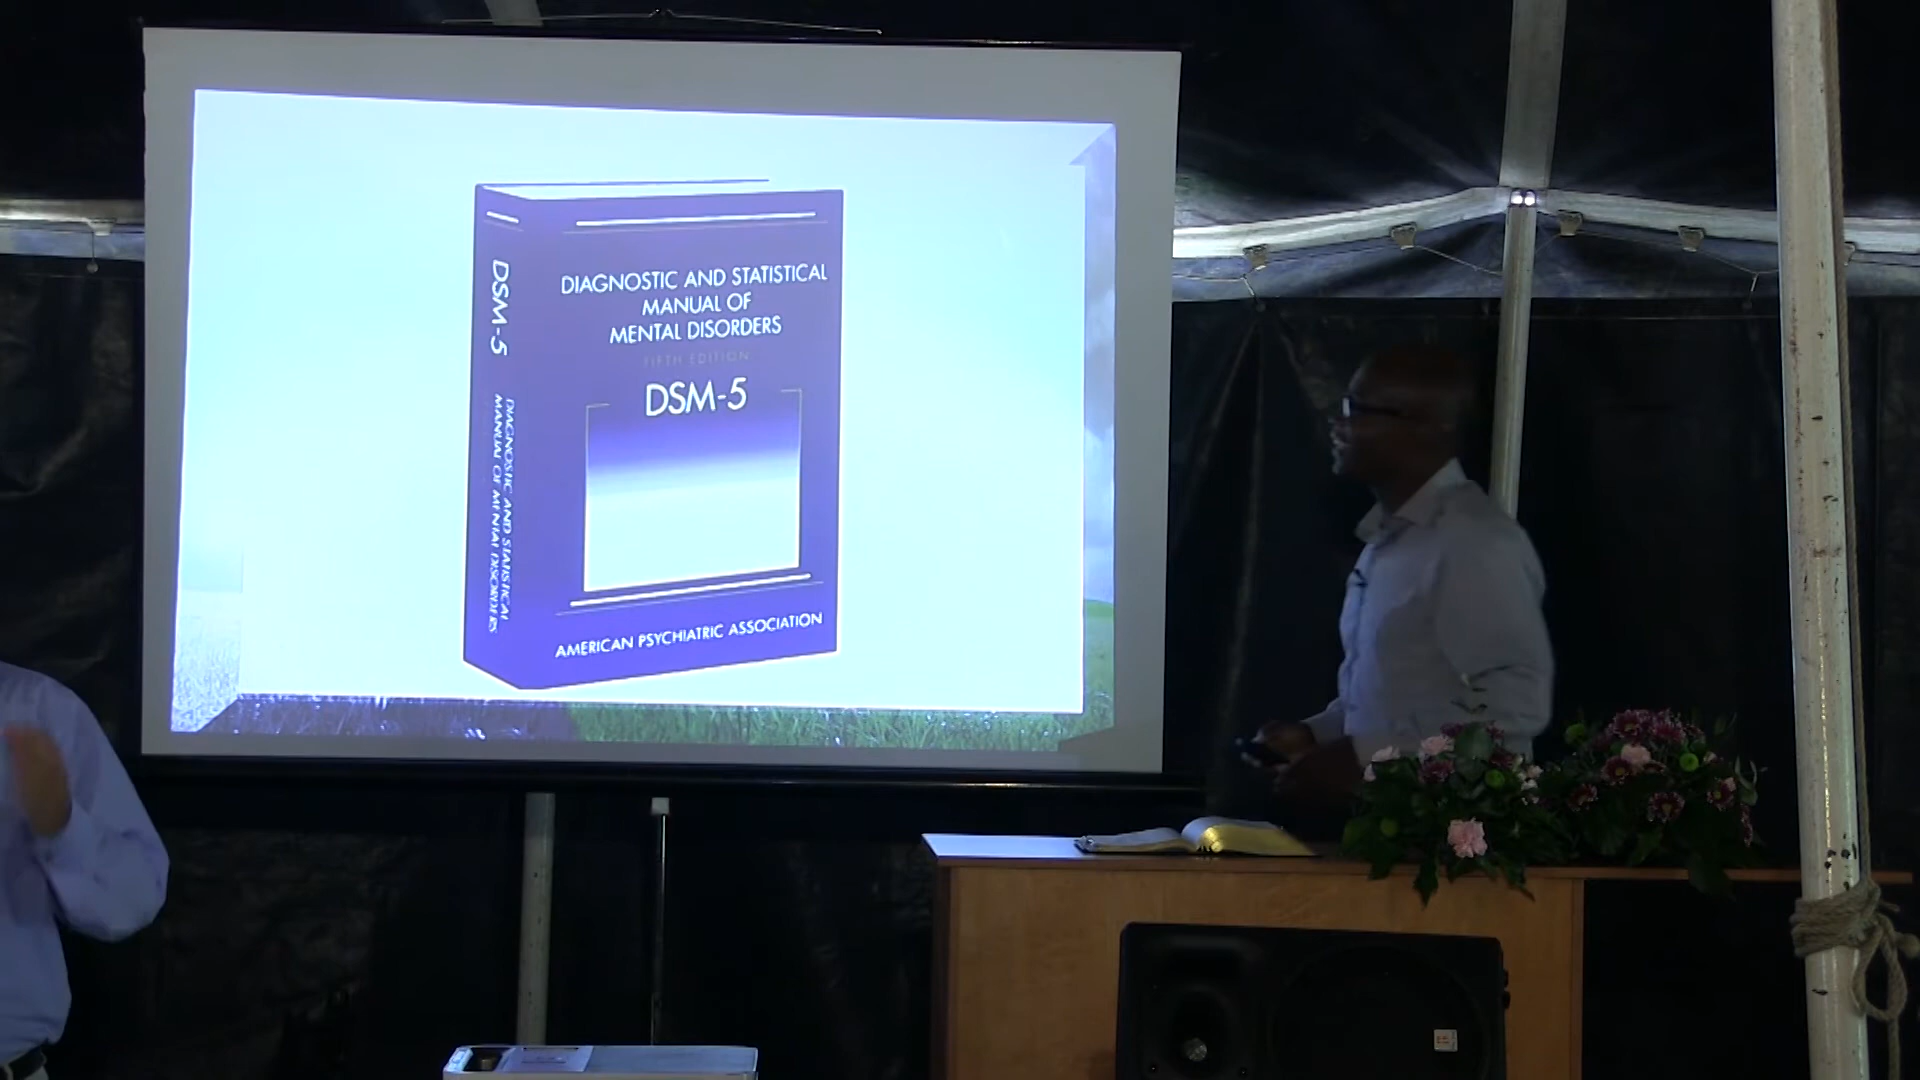 DSM-5
DIAGNOSTIC AND STATISTICAL
MANUAL OF MENTAL DISORDERS
DIAGNOSTIC AND STATISTICAL
MANUAL OF
MENTAL DISORDERS
FIFTH EDITION
DSM-5
AMERICAN PSYCHIATRIC ASSOCIATION